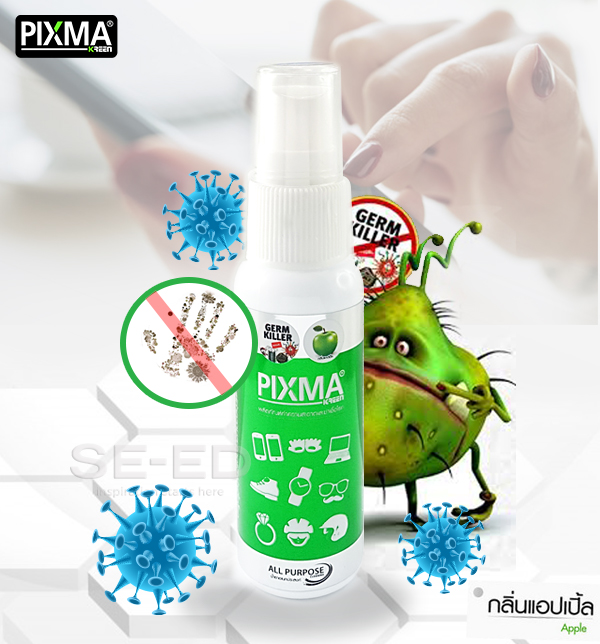 PIXMA®
KREEN
GERM
KILLER
GERM
KILLER
PIXMA®
KREEN
SE-ED
ALL PURPOSE
กลิ่นแอปเปิ้ล
Apple